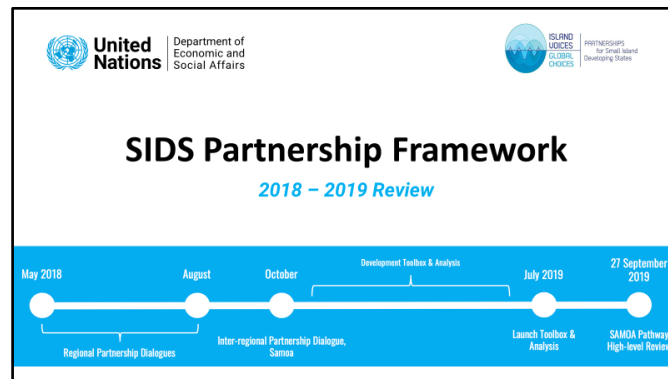 United
Nations
Department of
Economic and
Social Affairs
ISLAND
VOICES
GLOBAL
CHOICES
PARTNERSHIPS
for Small Island
Developing States
SIDS Partnership Framework
2018 – 2019 Review
May 2018
August
October
Development Toolbox & Analysis
July 2019
27 September
2019
Regional Partnership Dialogues
Inter-regional Partnership Dialogue,
Samoa
Launch Toolbox &
Analysis
SAMOA Pathway
High-level Review